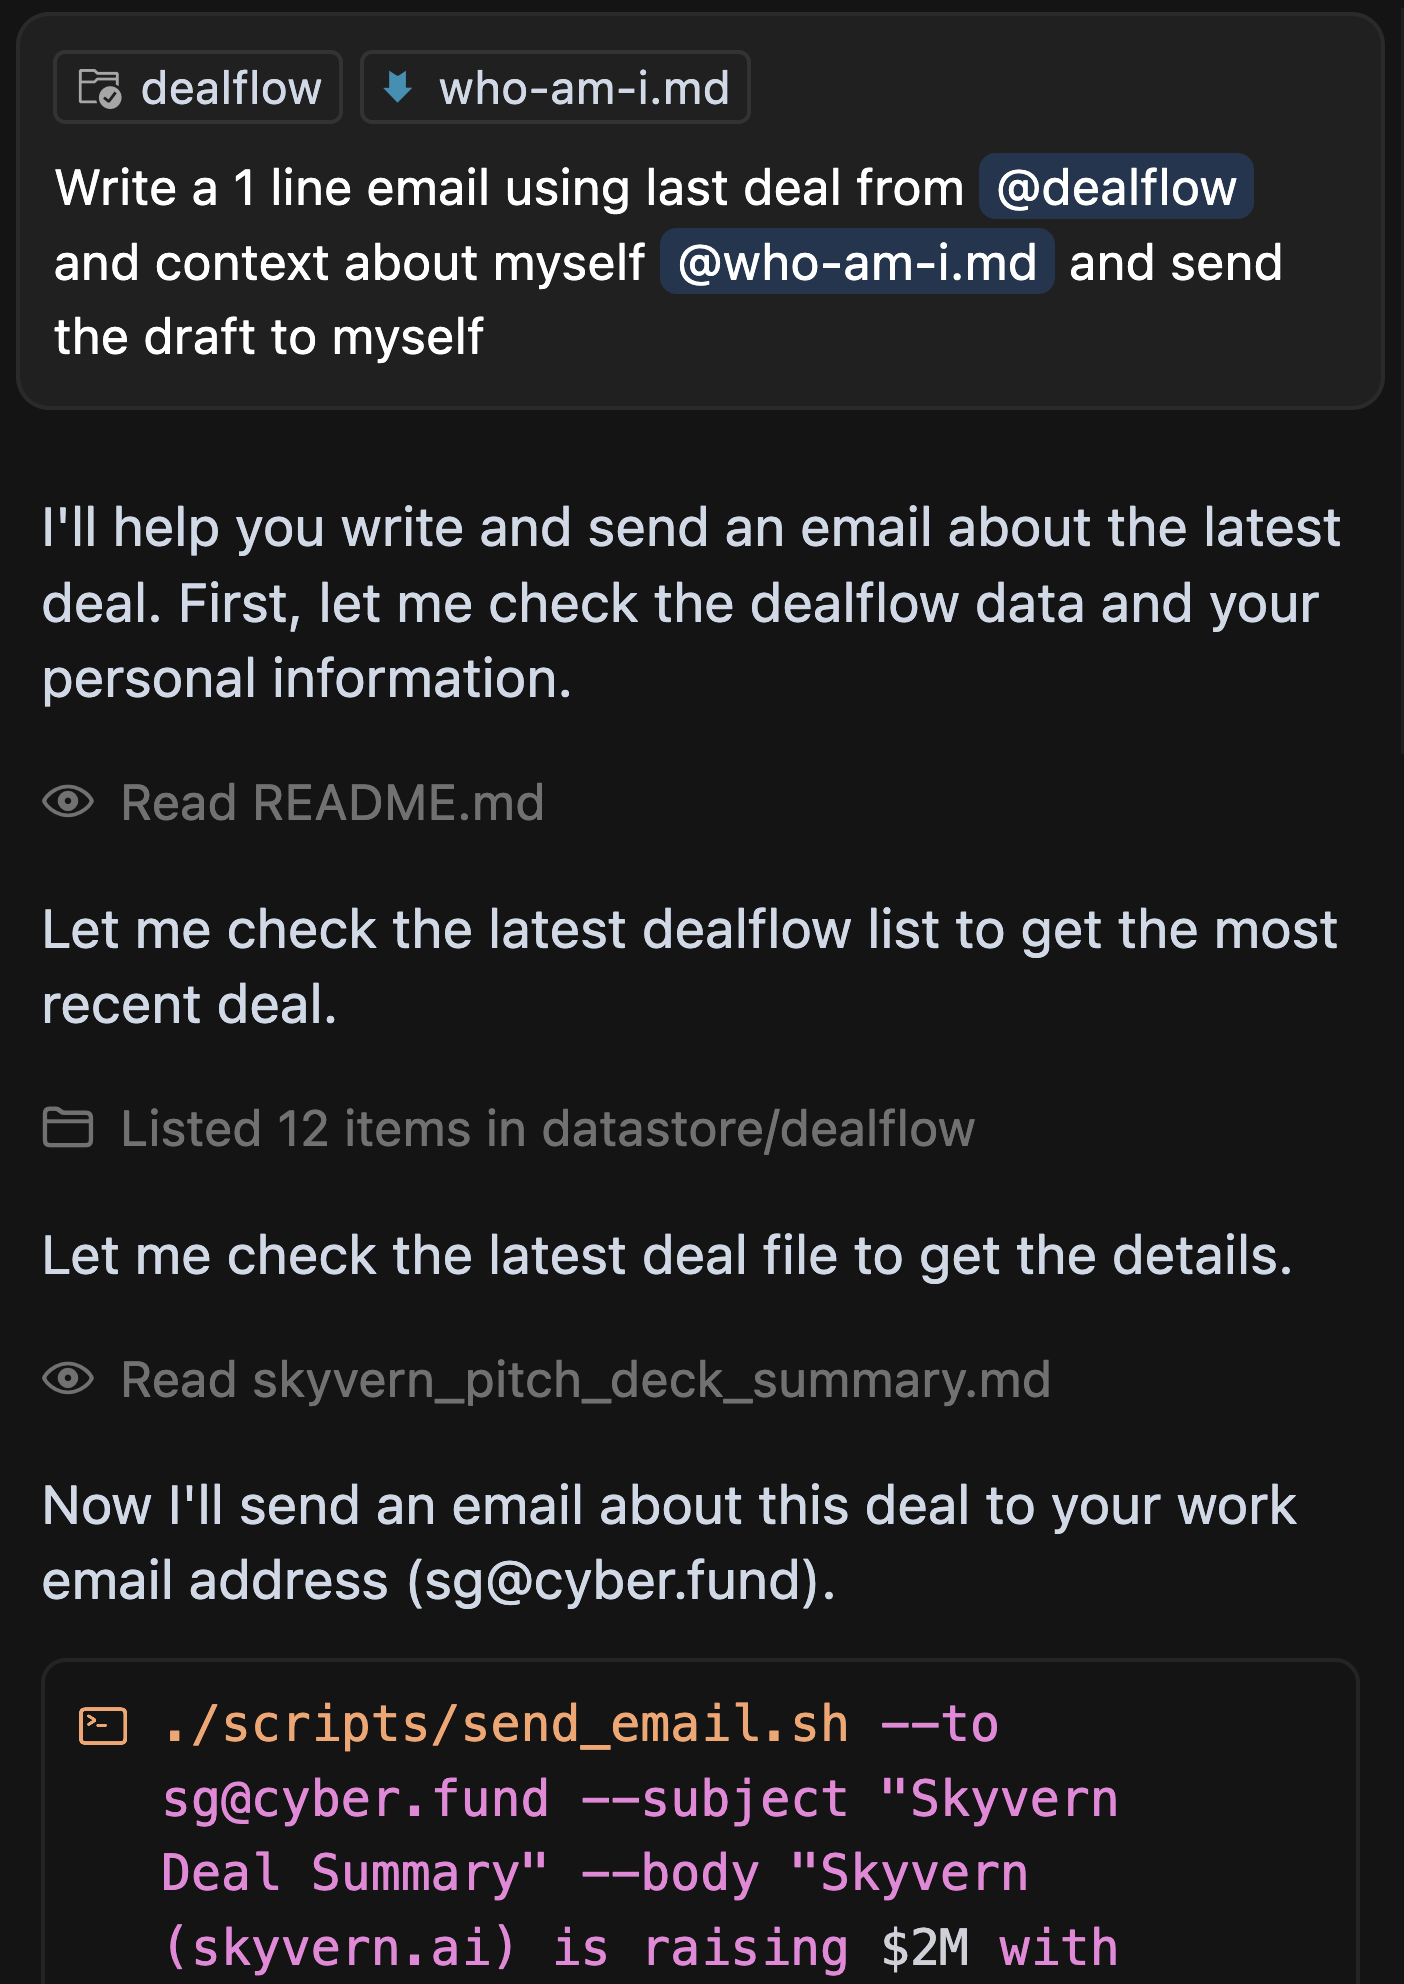 dealflow who-am-i.md
Write a 1 line email using last deal from @dealflow
and context about myself @who-am-i.md and send
the draft to myself
I'll help you write and send an email about the latest
deal. First, let me check the dealflow data and your
personal information.
Read README.md
Let me check the latest dealflow list to get the most
recent deal.
Listed 12 items in datastore/dealflow
Let me check the latest deal file to get the details.
Read skyvern_pitch_deck_summary.md
Now I'll send an email about this deal to your work
email address (sg@cyber.fund).
./scripts/send_email.sh --to
sg@cyber.fund --subject "Skyvern
Deal Summary" --body "Skyvern
(skyvern.ai) is raising $2M with